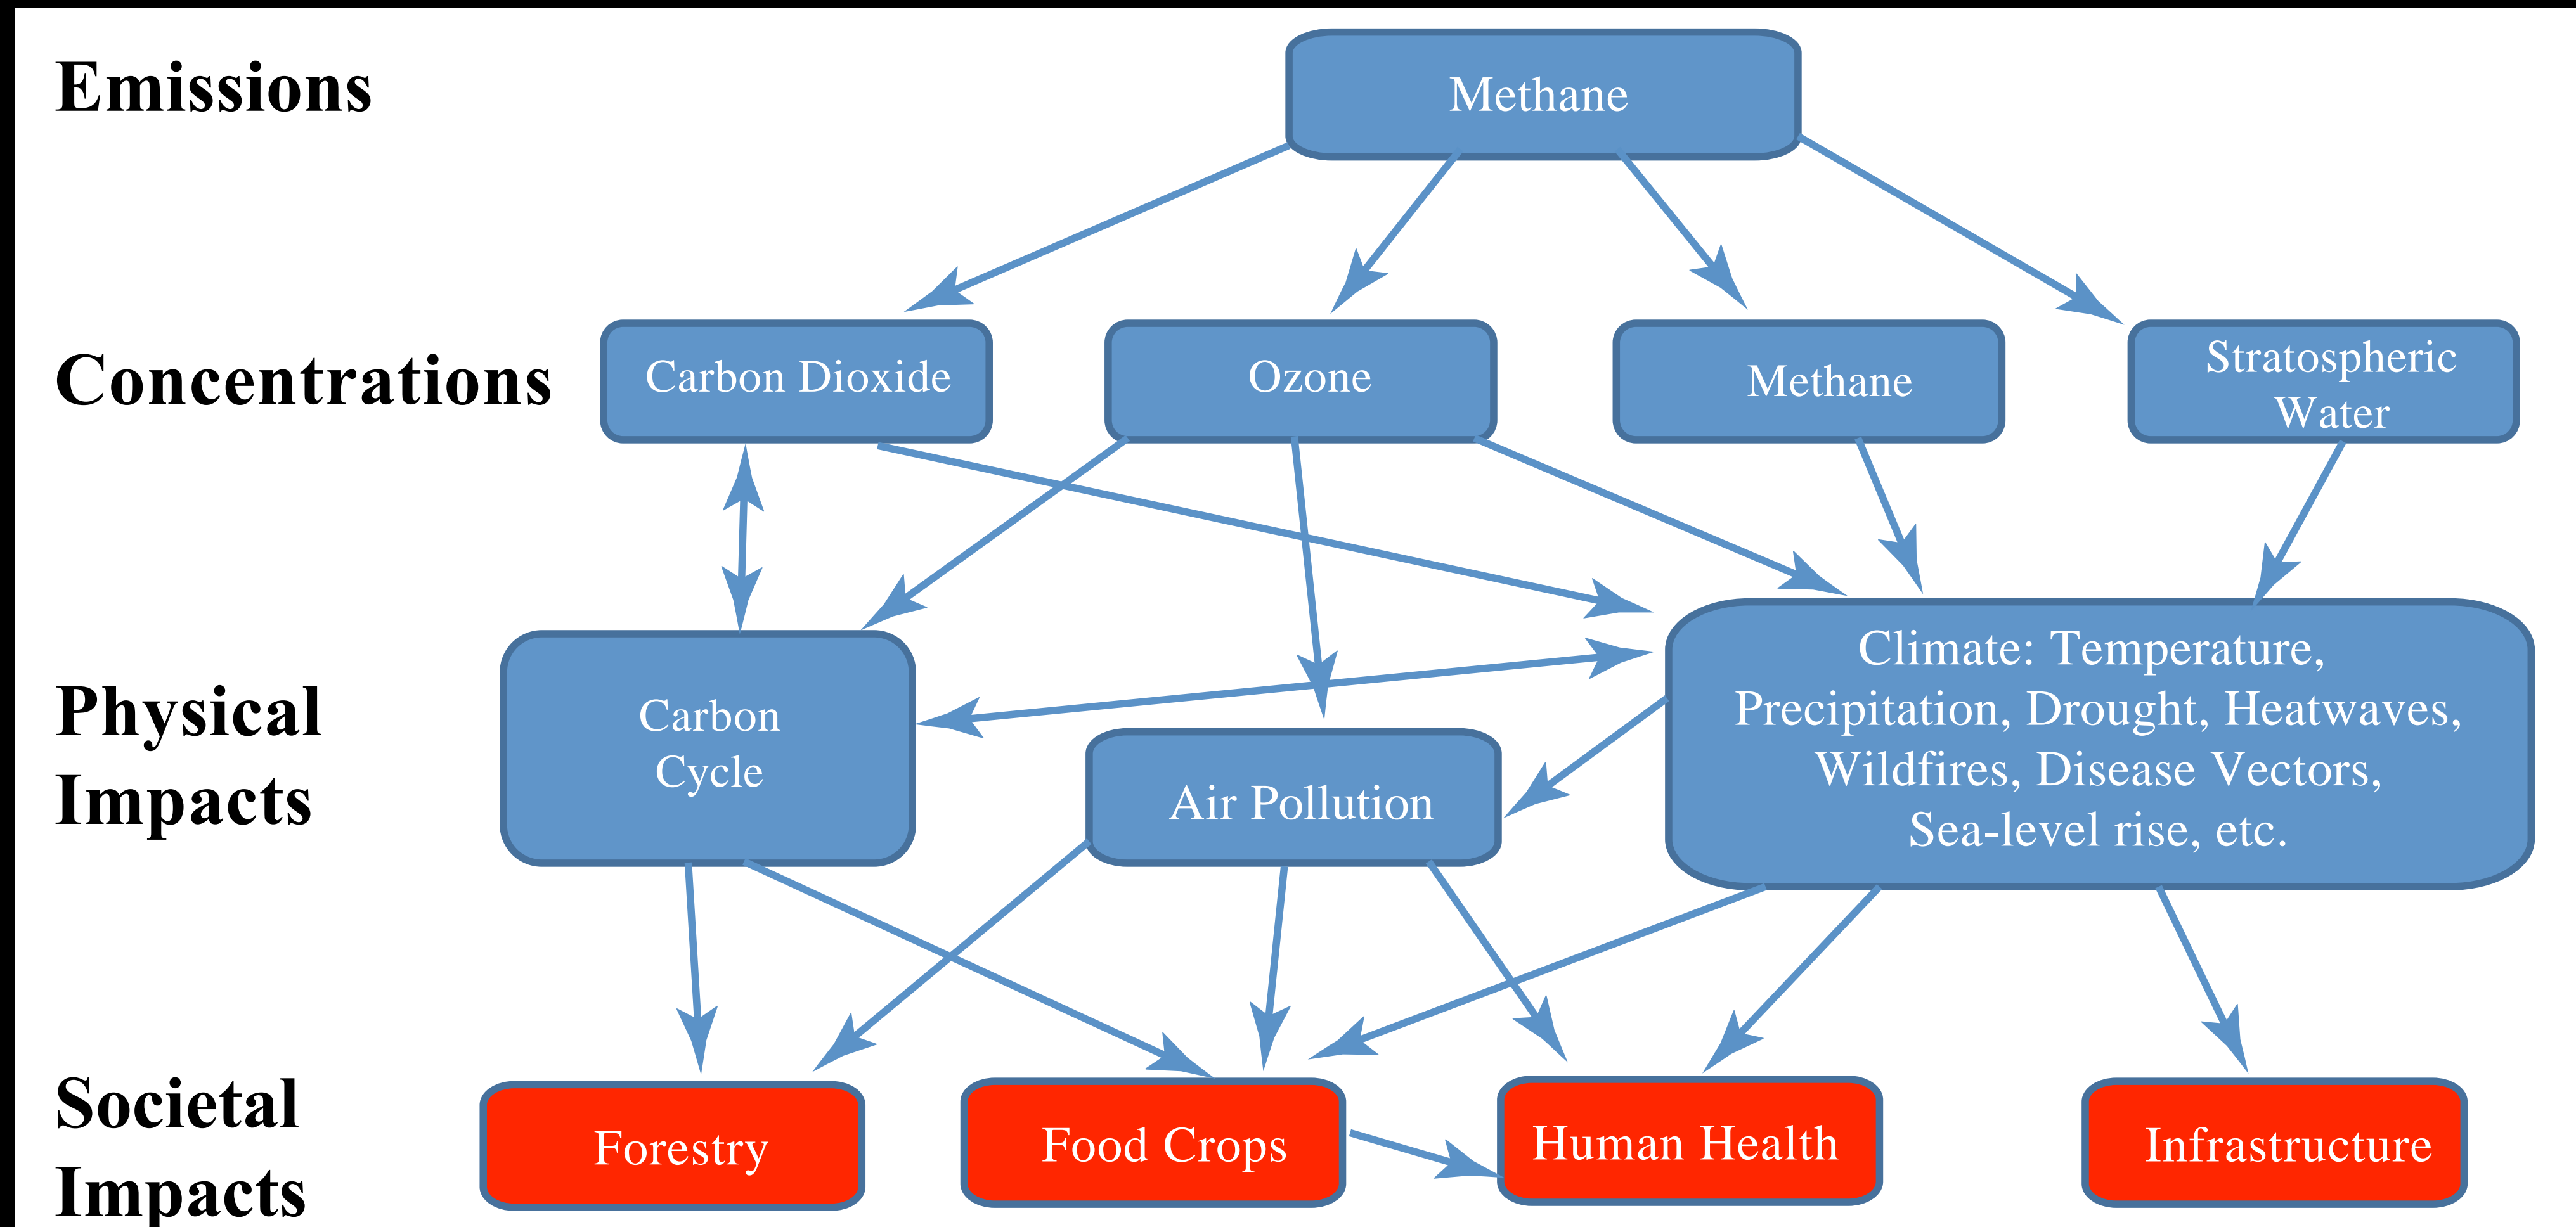 Emissions
Methane
Concentrations
Carbon Dioxide
Ozone
Methane
Stratospheric
Water
Physical
Impacts
Carbon
Cycle
Air Pollution
Climate: Temperature,
Precipitation, Drought, Heatwaves,
Wildfires, Disease Vectors,
Sea-level rise, etc.
Societal
Impacts
Forestry
Food Crops
Human Health
Infrastructure